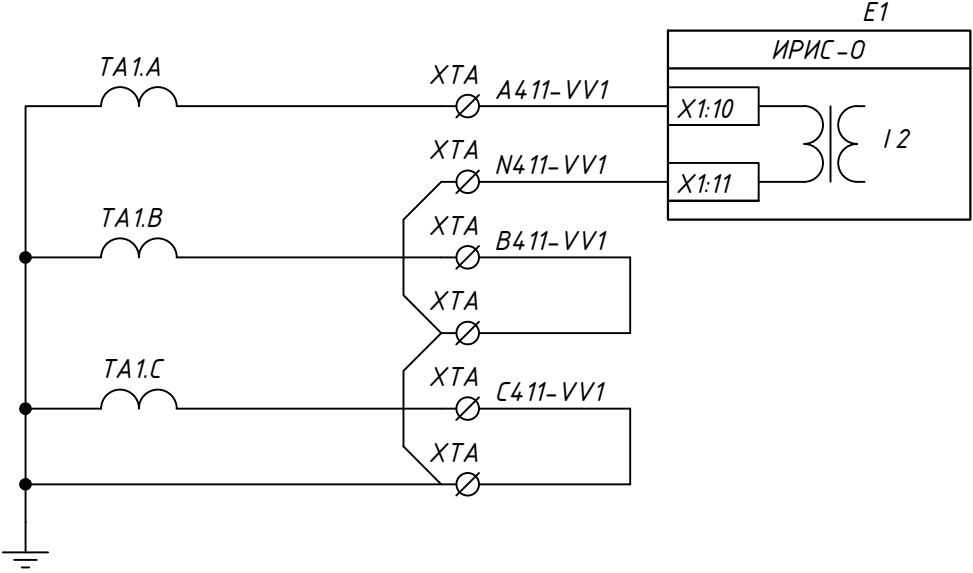 E1
ИРИС-О
TA1.A
XTA
A411-VV1
X1:10
I2
XTA
N411-VV1
X1:11
TA1.B
XTA
B411-VV1
XTA
TA1.C
XTA
C411-VV1
XTA